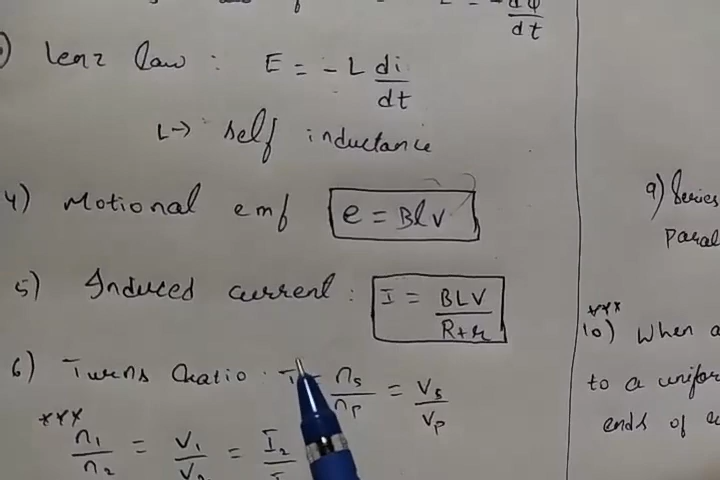 dφ
dt
Lenz law : E = - L di
dt
L→ self inductance
4) Motional emf e = Blv
5) Induced current : I = BLV
R+r
6) Turns Ratio : ns = Vs
np Vp
***
n1 = V1 = I2
n2
9) Series
Paral
***
10) When a
to a unifor
ends of a